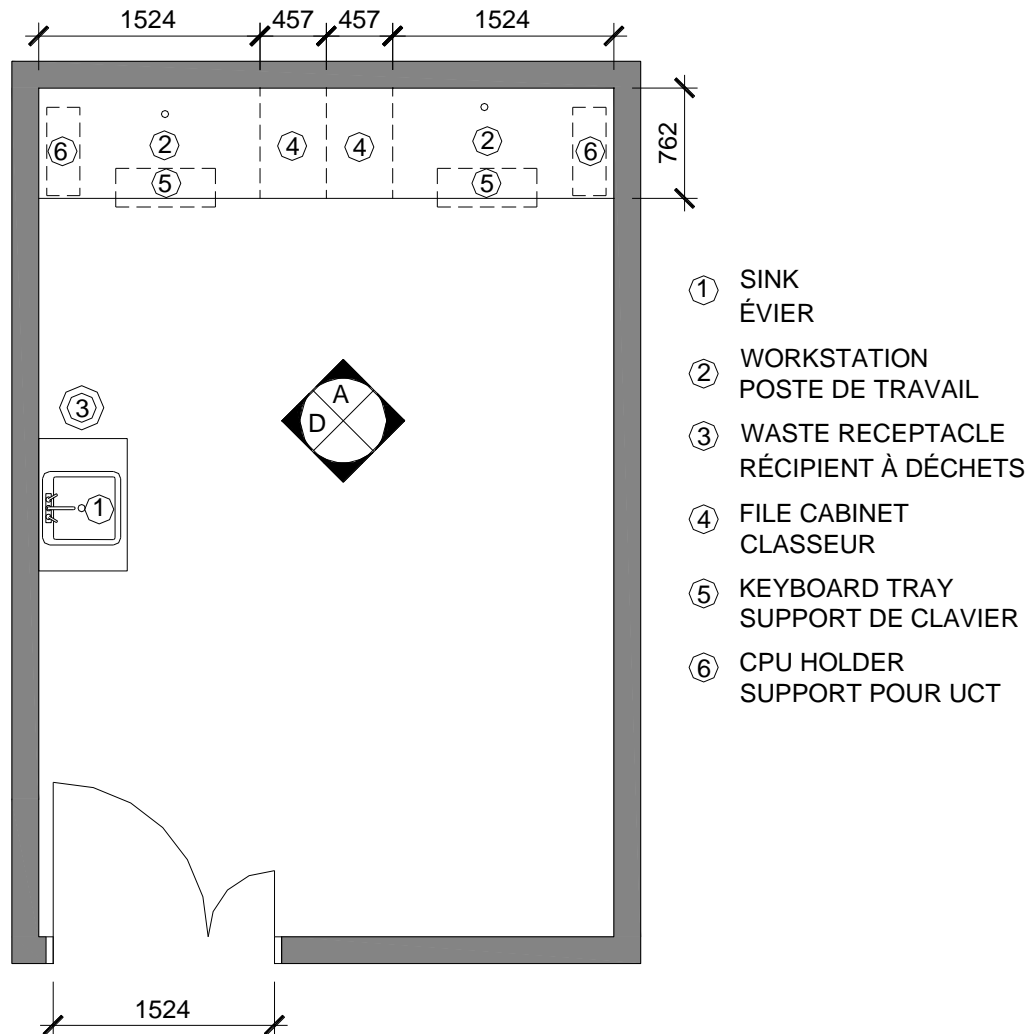 1524 457 457 1524
762
6 2 4 4 2 6
5 5
A
D
3
1
1524
1 SINK
ÉVIER
2 WORKSTATION
POSTE DE TRAVAIL
3 WASTE RECEPTACLE
RÉCIPIENT À DÉCHETS
4 FILE CABINET
CLASSEUR
5 KEYBOARD TRAY
SUPPORT DE CLAVIER
6 CPU HOLDER
SUPPORT POUR UCT